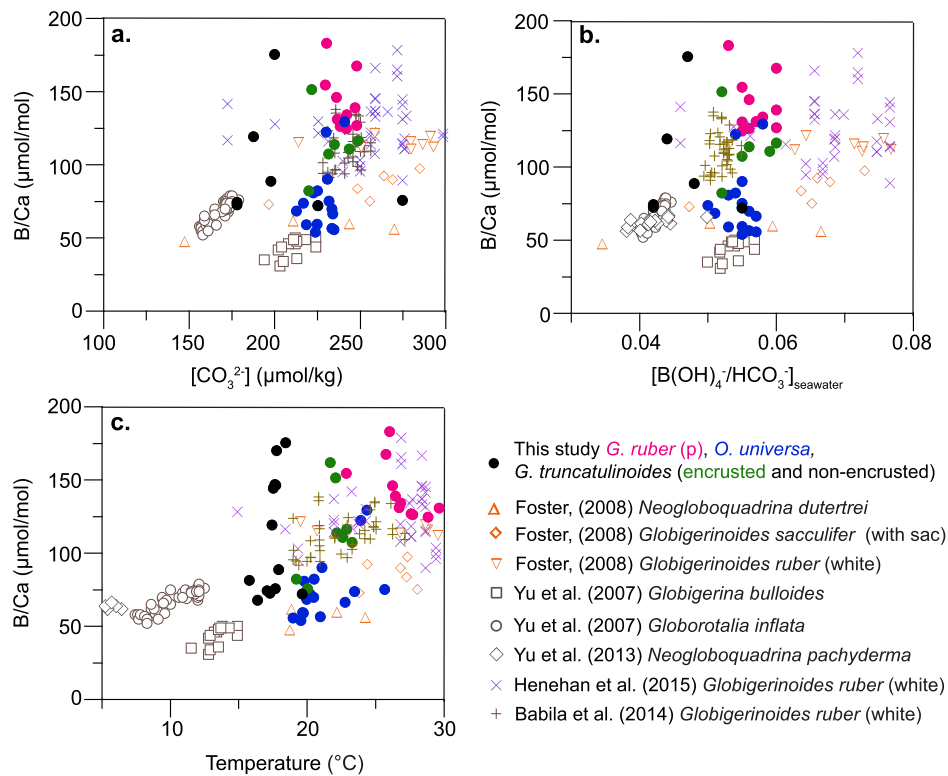 a.
200
150
100
50
0
B/Ca (μmol/mol)
100 150 200 250 300
[CO₃²⁻] (μmol/kg)
b.
200
150
100
50
0
B/Ca (μmol/mol)
0.04 0.06 0.08
[B(OH)₄⁻/HCO₃⁻]seawater
c.
200
150
100
50
0
B/Ca (μmol/mol)
10 20 30
Temperature (°C)
This study G. ruber (p), O. universa,
G. truncatulinoides (encrusted and non-encrusted)
Foster, (2008) Neogloboquadrina dutertrei
Foster, (2008) Globigerinoides sacculifer (with sac)
Foster, (2008) Globigerinoides ruber (white)
Yu et al. (2007) Globigerina bulloides
Yu et al. (2007) Globorotalia inflata
Yu et al. (2013) Neogloboquadrina pachyderma
Henehan et al. (2015) Globigerinoides ruber (white)
Babila et al. (2014) Globigerinoides ruber (white)